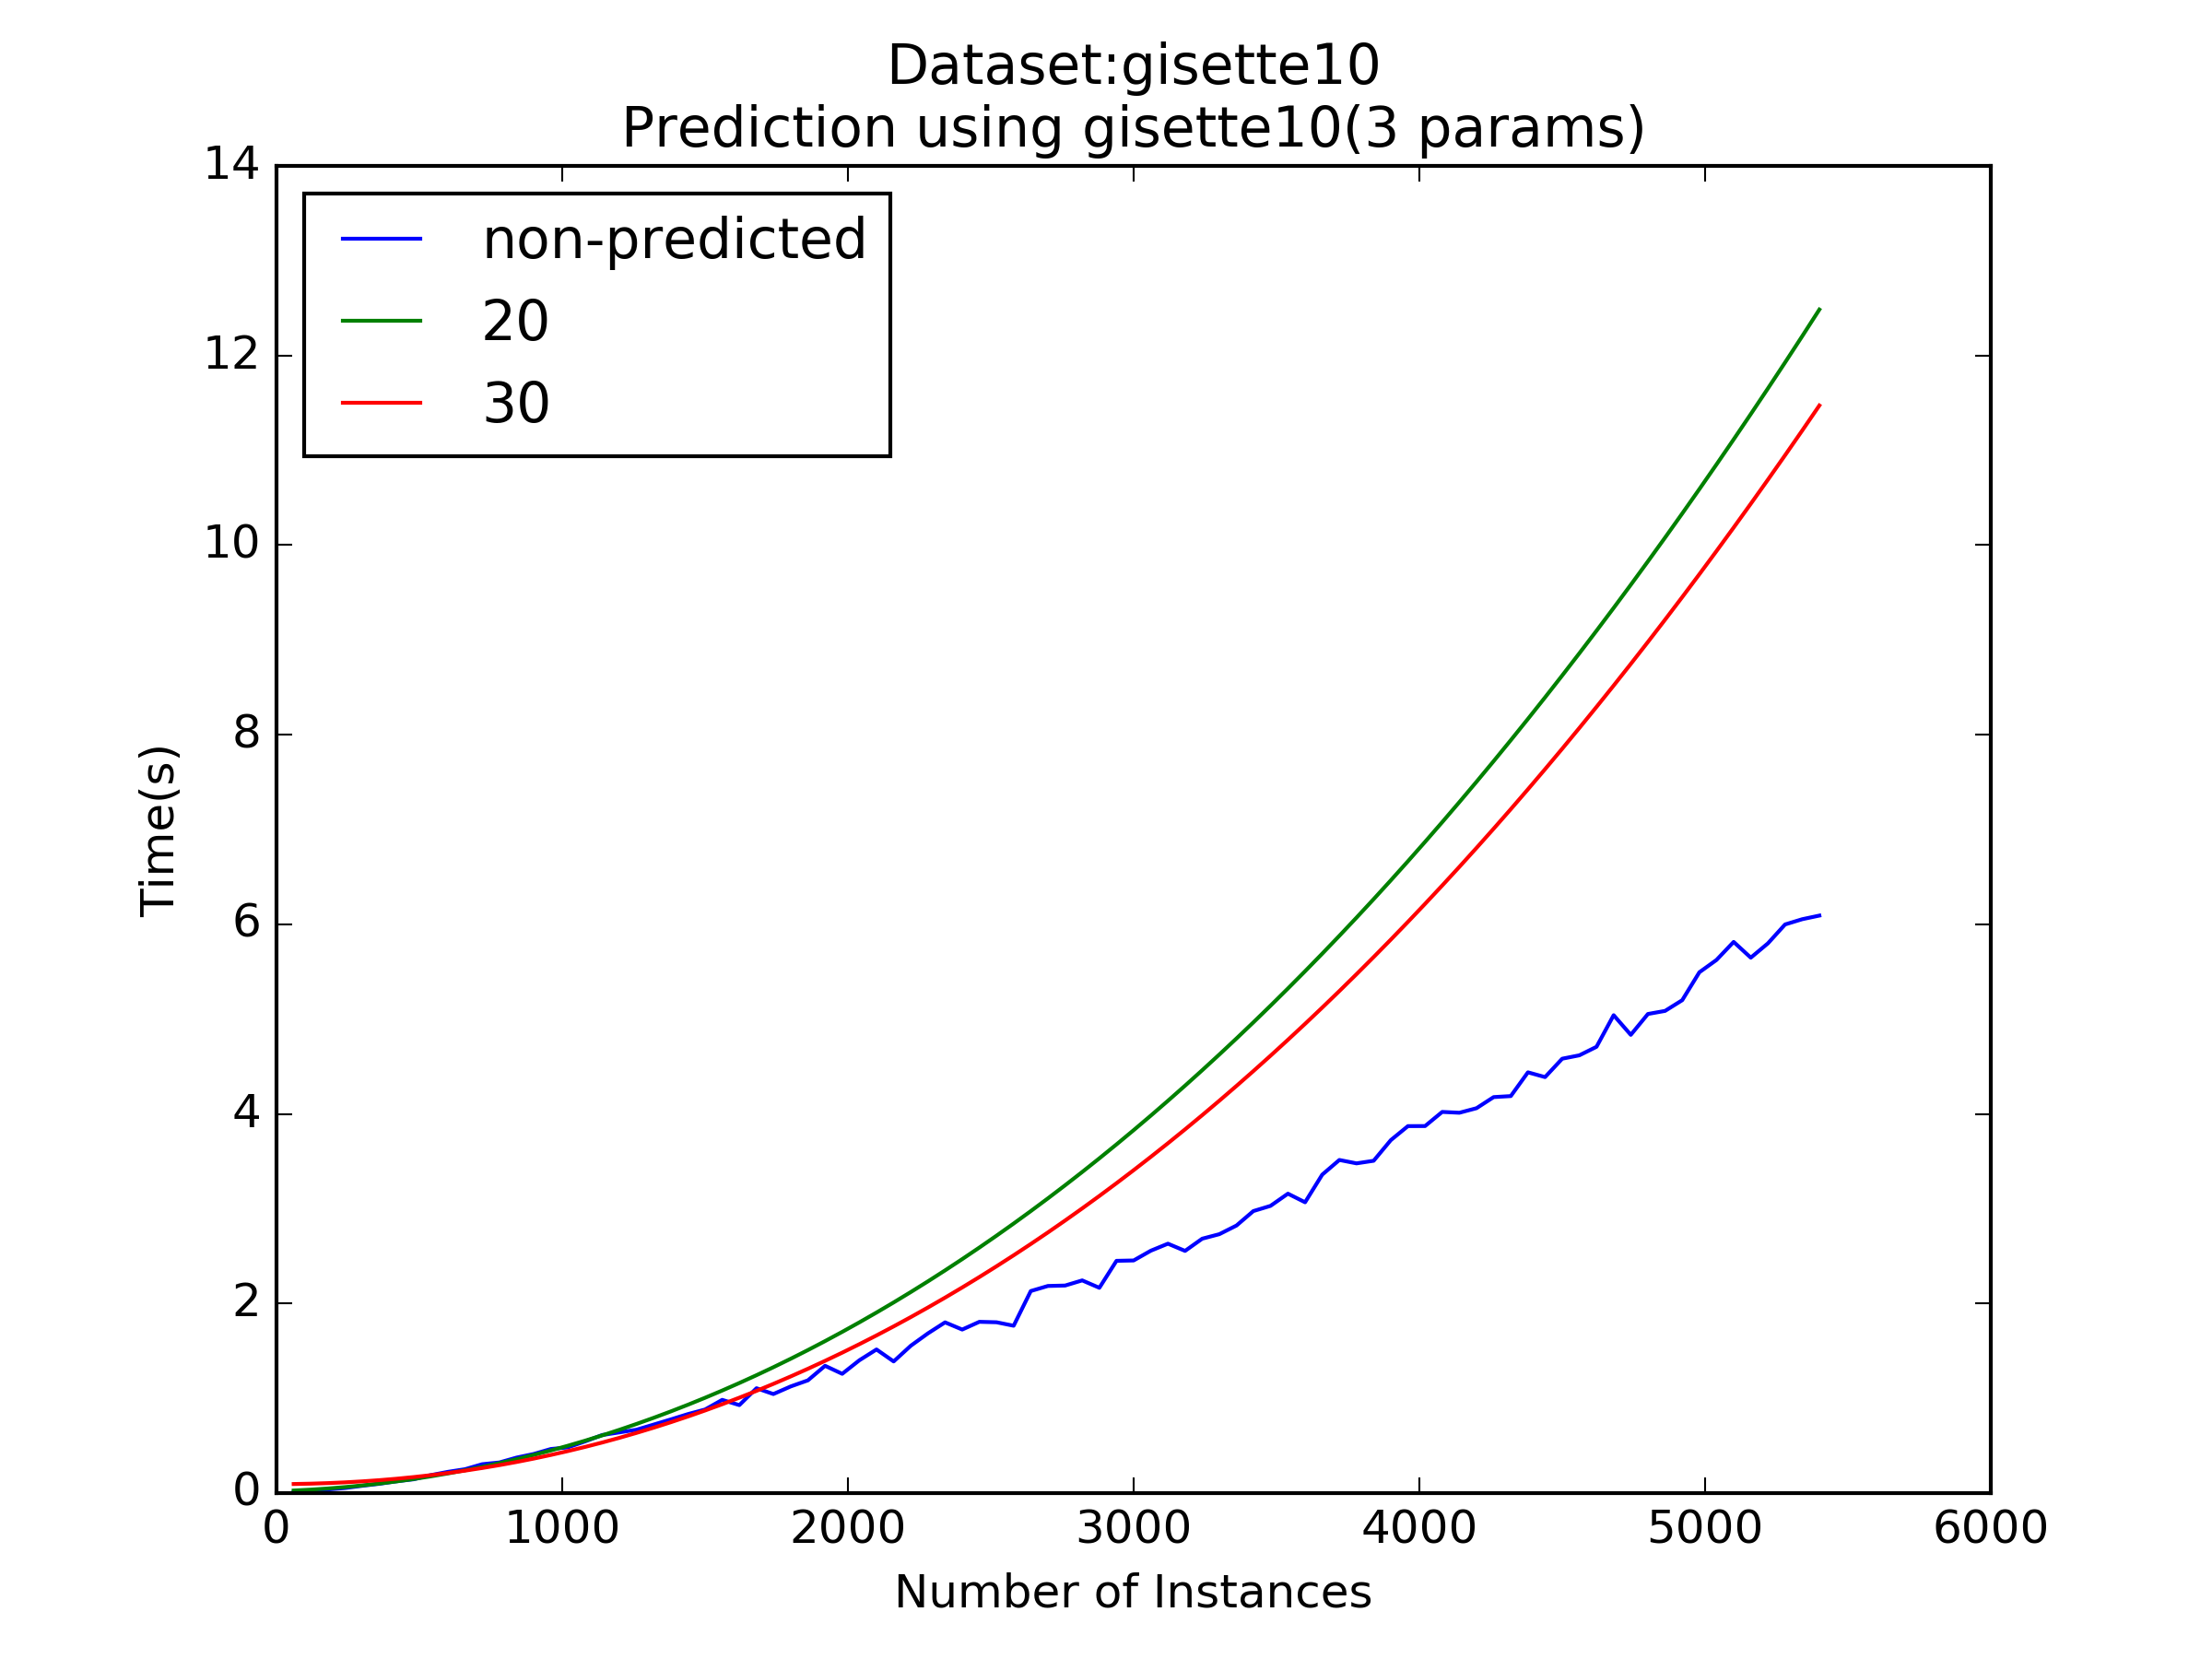 Dataset:gisette10
Prediction using gisette10(3 params)
14
12
10
8
6
4
2
0
non-predicted
20
30
Time(s)
0 1000 2000 3000 4000 5000 6000
Number of Instances